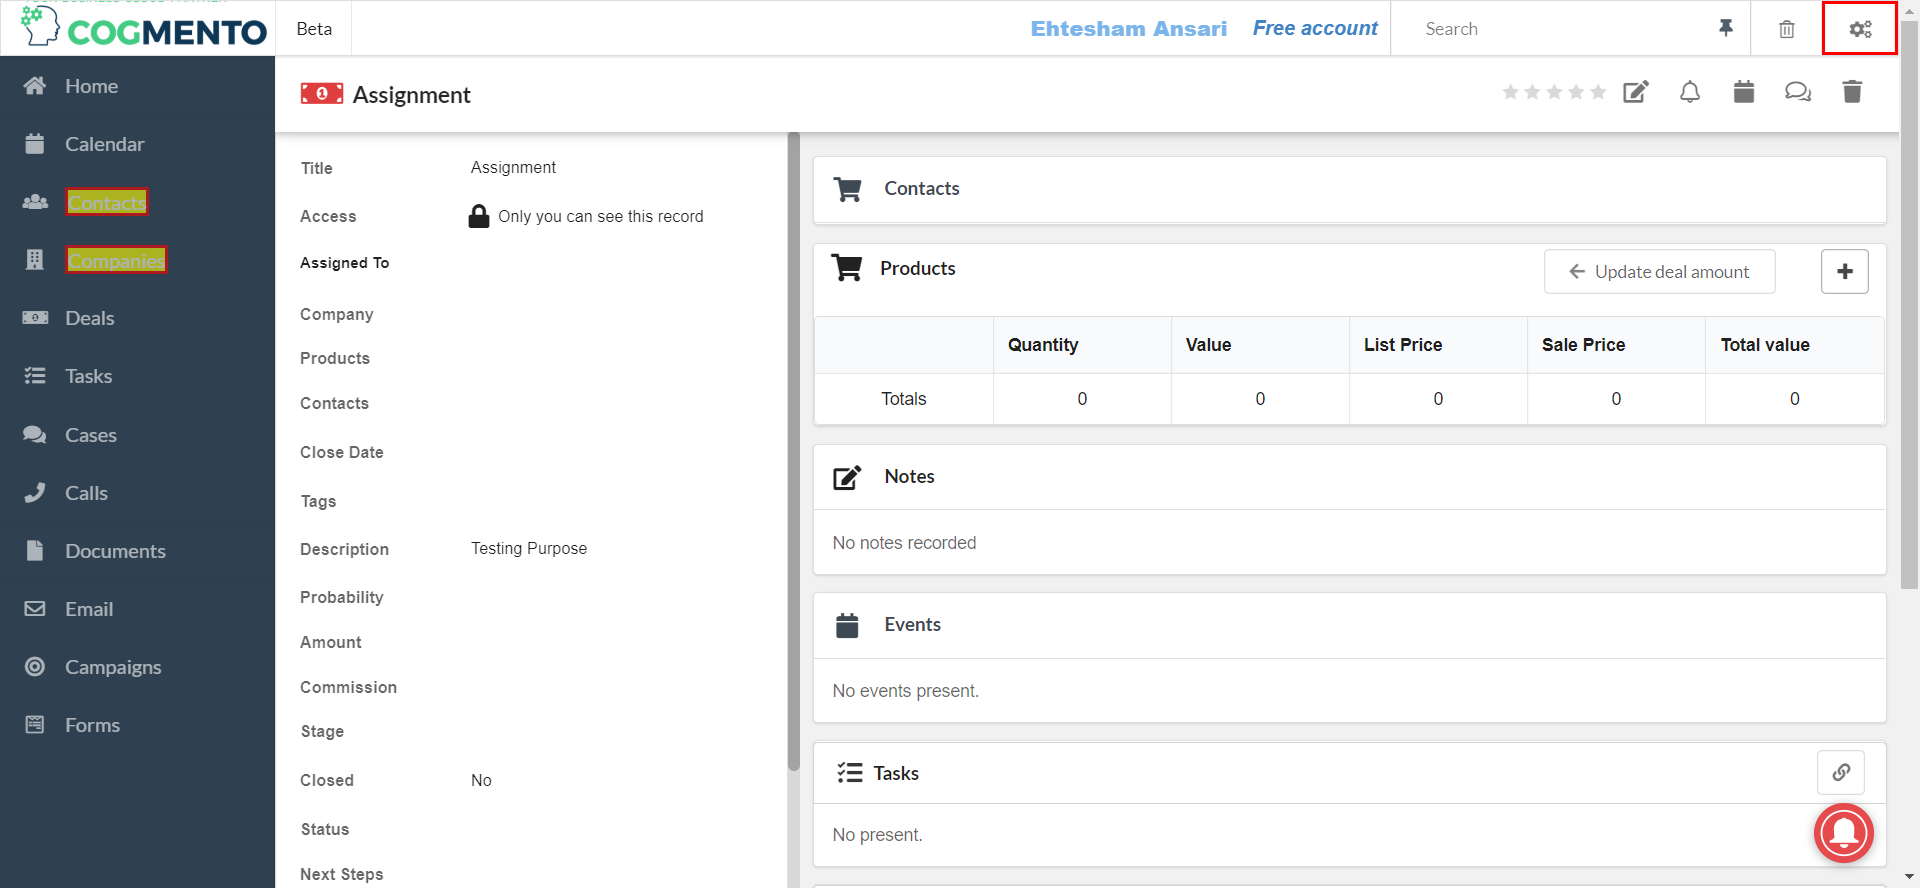 COGMENTO
Beta
Ehtesham Ansari
Free account
Search
Home
Calendar
Contacts
Companies
Deals
Tasks
Cases
Calls
Documents
Email
Campaigns
Forms
Assignment
Title Assignment
Access Only you can see this record
Assigned To
Company
Products
Contacts
Close Date
Tags
Description Testing Purpose
Probability
Amount
Commission
Stage
Closed No
Status
Next Steps
Contacts
Products
Update deal amount
Quantity Value List Price Sale Price Total value
Totals 0 0 0 0 0
Notes
No notes recorded
Events
No events present.
Tasks
No present.